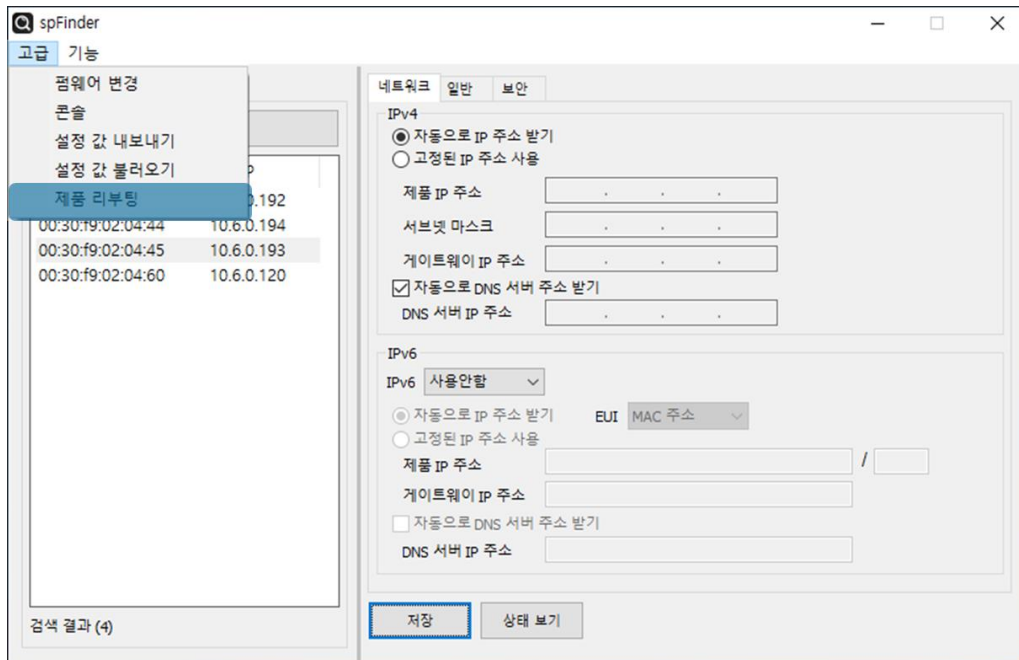 spFinder
고급 기능
펌웨어 변경
콘솔
설정 값 내보내기
설정 값 불러오기
제품 리부팅
0.192
00:30:f9:02:04:44 10.6.0.194
00:30:f9:02:04:45 10.6.0.193
00:30:f9:02:04:60 10.6.0.120
검색 결과 (4)
네트워크 일반 보안
IPv4
자동으로 IP 주소 받기
고정된 IP 주소 사용
제품 IP 주소 . . .
서브넷 마스크 . . .
게이트웨이 IP 주소 . . .
자동으로 DNS 서버 주소 받기
DNS 서버 IP 주소 . . .
IPv6
IPv6 사용안함
자동으로 IP 주소 받기 EUI MAC 주소
고정된 IP 주소 사용
제품 IP 주소 /
게이트웨이 IP 주소
자동으로 DNS 서버 주소 받기
DNS 서버 IP 주소
저장 상태 보기